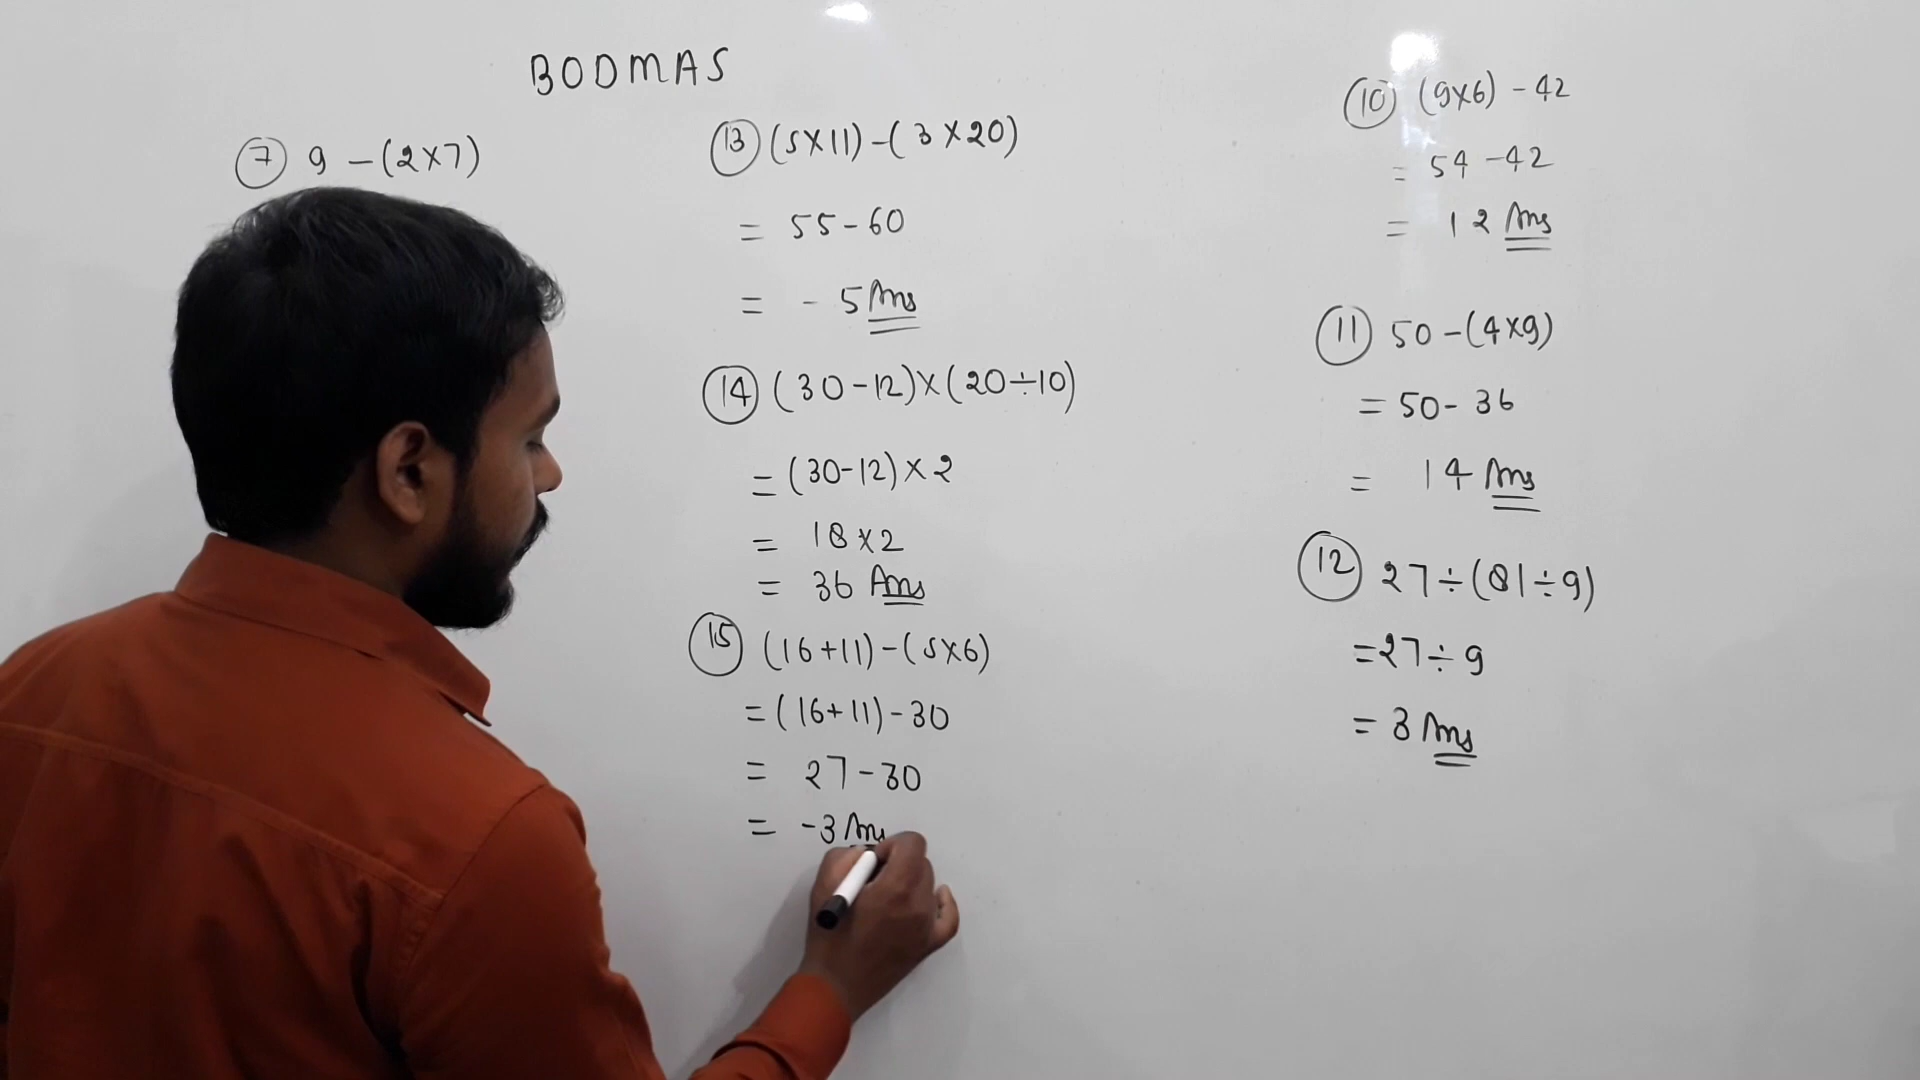 BODMAS
7 9 - (2×7)
13 (5×11) - (3×20)
= 55 - 60
= - 5 Ans
14 (30-12)×(20÷10)
= (30-12)×2
= 18×2
= 36 Ans
15 (16+11)-(5×6)
= (16+11)-30
= 27-30
= -3 Ans
10 (9×6) - 42
= 54 - 42
= 12 Ans
11 50 - (4×9)
= 50 - 36
= 14 Ans
12 27÷(81÷9)
= 27÷9
= 3 Ans